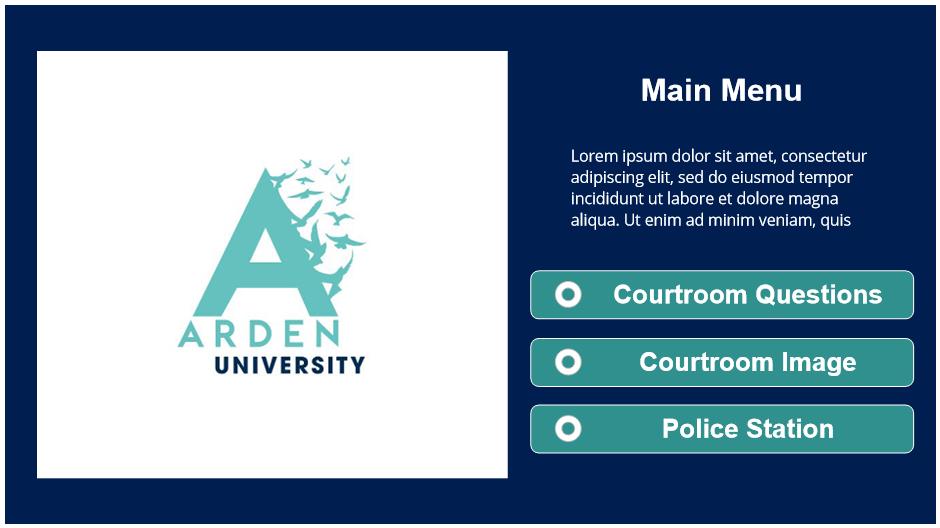 ARDEN
UNIVERSITY
Main Menu
Lorem ipsum dolor sit amet, consectetur
adipiscing elit, sed do eiusmod tempor
incididunt ut labore et dolore magna
aliqua. Ut enim ad minim veniam, quis
Courtroom Questions
Courtroom Image
Police Station